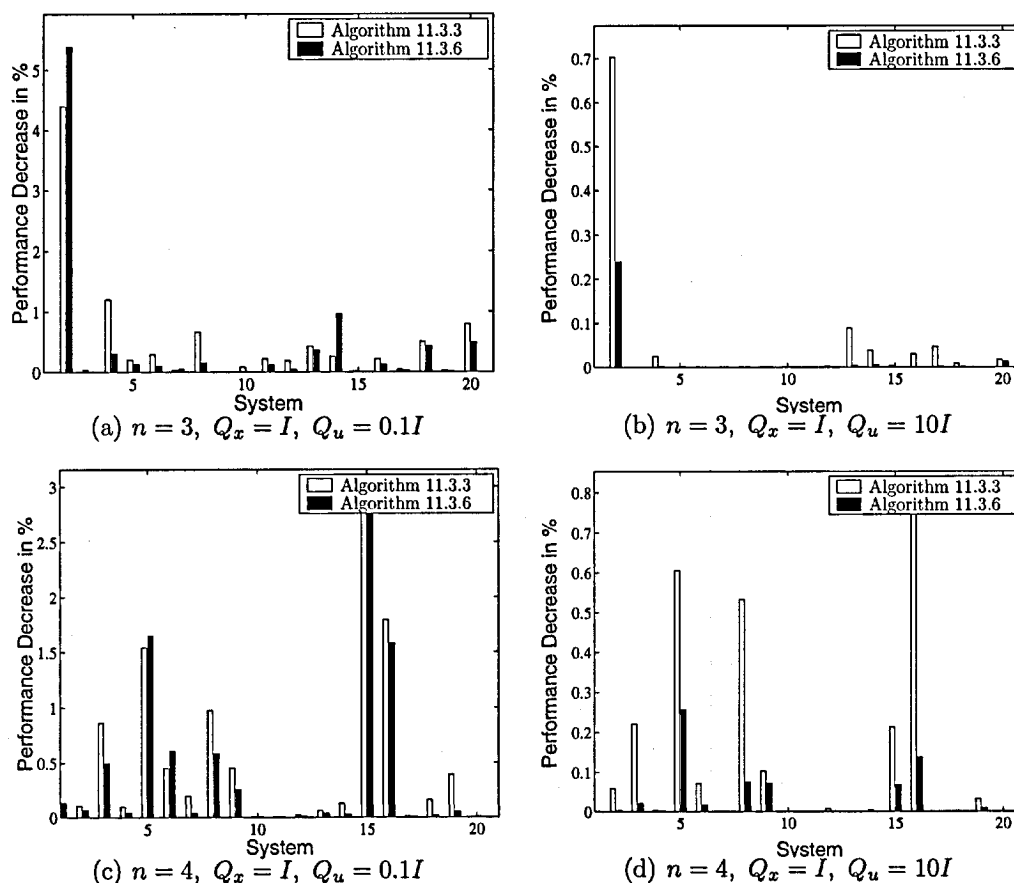 Algorithm 11.3.3
Algorithm 11.3.6
Performance Decrease in %
5
4
3
2
1
0
5
10
15
20
System
(a) n = 3, Q_x = I, Q_u = 0.1I
Algorithm 11.3.3
Algorithm 11.3.6
Performance Decrease in %
0.7
0.6
0.5
0.4
0.3
0.2
0.1
0
5
10
15
20
System
(b) n = 3, Q_x = I, Q_u = 10I
Algorithm 11.3.3
Algorithm 11.3.6
Performance Decrease in %
3
2.5
2
1.5
1
0.5
0
5
10
15
20
System
(c) n = 4, Q_x = I, Q_u = 0.1I
Algorithm 11.3.3
Algorithm 11.3.6
Performance Decrease in %
0.8
0.7
0.6
0.5
0.4
0.3
0.2
0.1
0
5
10
15
20
System
(d) n = 4, Q_x = I, Q_u = 10I